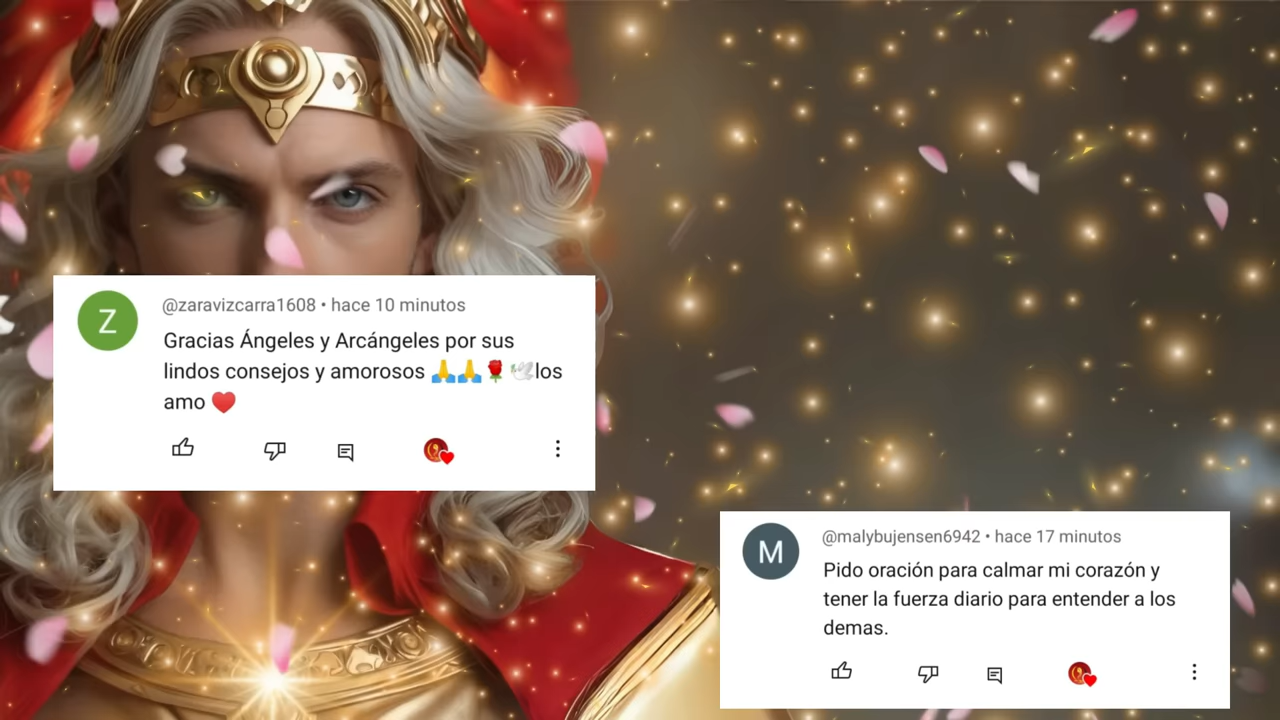 Z
@zaravizcarra1608 • hace 10 minutos
Gracias Ángeles y Arcángeles por sus
lindos consejos y amorosos 🙏🙏🌹🕊️los
amo ♥️
M
@malybujensen6942 • hace 17 minutos
Pido oración para calmar mi corazón y
tener la fuerza diario para entender a los
demas.